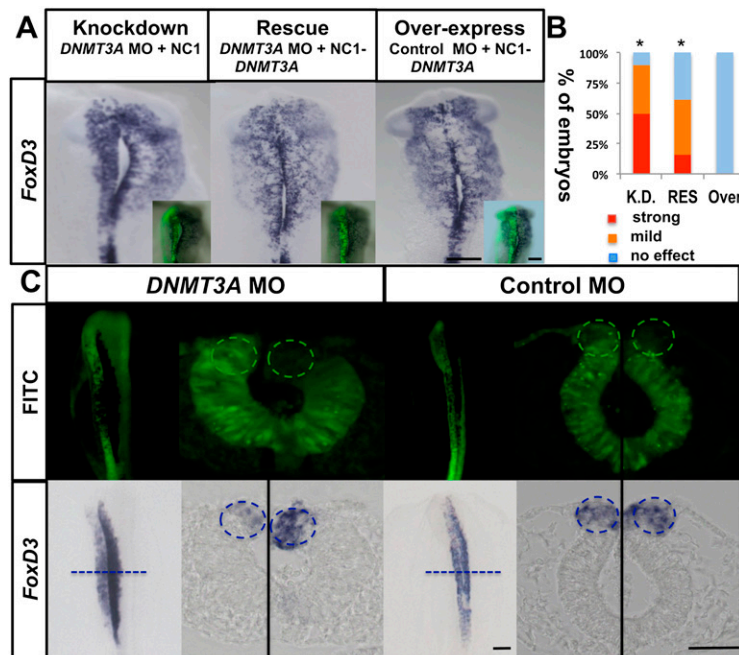 A
Knockdown
DNMT3A MO + NC1
Rescue
DNMT3A MO + NC1-
DNMT3A
Over-express
Control MO + NC1-
DNMT3A
FoxD3
B
% of embryos
100%
75%
50%
25%
0%
*
*
K.D.
RES
Over
strong
mild
no effect
C
DNMT3A MO
Control MO
FITC
FoxD3